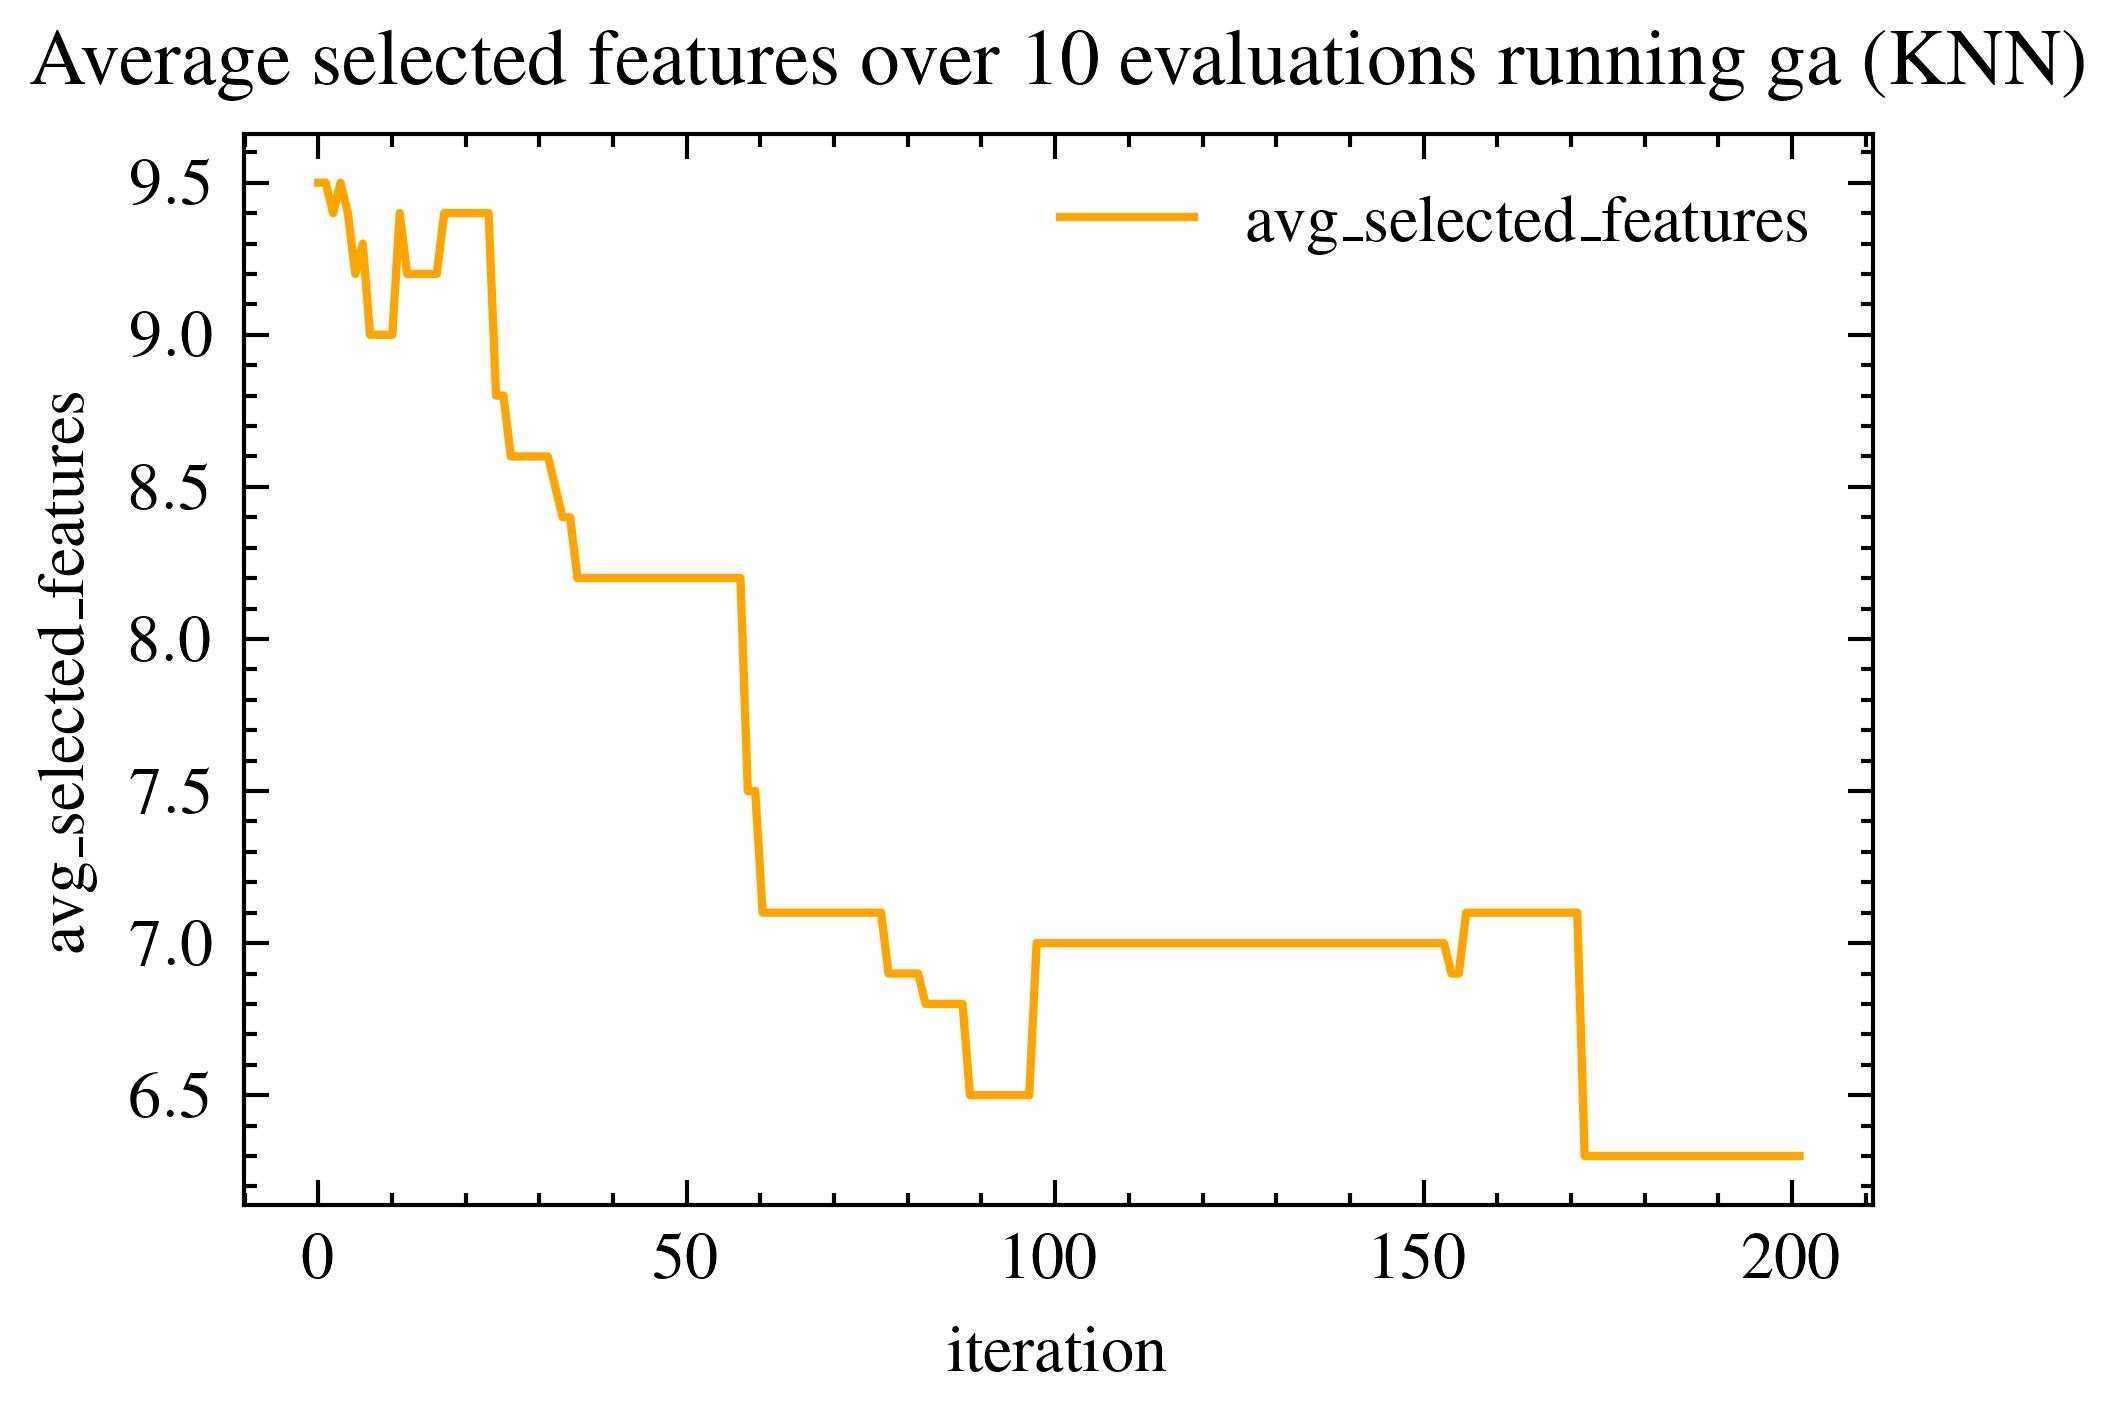 Average selected features over 10 evaluations running ga (KNN)
avg_selected_features
avg_selected_features
9.5
9.0
8.5
8.0
7.5
7.0
6.5
0 50 100 150 200
iteration